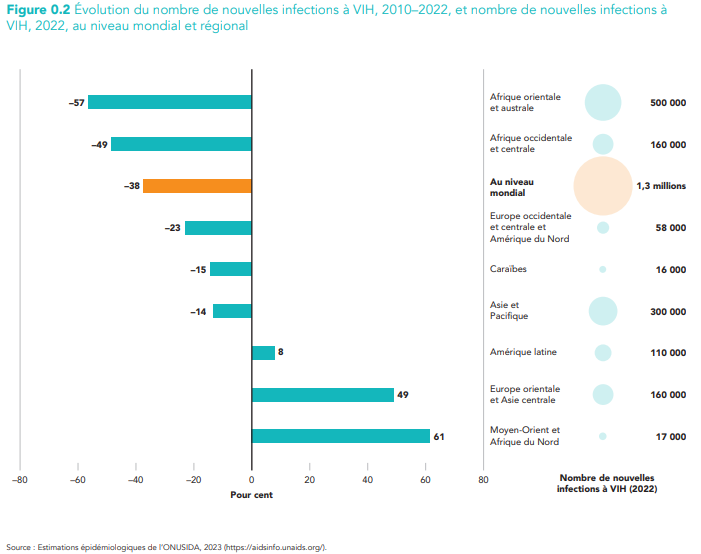 Figure 0.2 Évolution du nombre de nouvelles infections à VIH, 2010–2022, et nombre de nouvelles infections à
VIH, 2022, au niveau mondial et régional
–57
Afrique orientale
et australe
500 000
–49
Afrique occidentale
et centrale
160 000
–38
Au niveau
mondial
1,3 millions
–23
Europe occidentale
et centrale et
Amérique du Nord
58 000
–15
Caraïbes
16 000
–14
Asie et
Pacifique
300 000
8
Amérique latine
110 000
49
Europe orientale
et Asie centrale
160 000
61
Moyen-Orient et
Afrique du Nord
17 000
–80 –60 –40 –20 0 20 40 60 80
Pour cent
Nombre de nouvelles
infections à VIH (2022)
Source : Estimations épidémiologiques de l'ONUSIDA, 2023 (https://aidsinfo.unaids.org/).